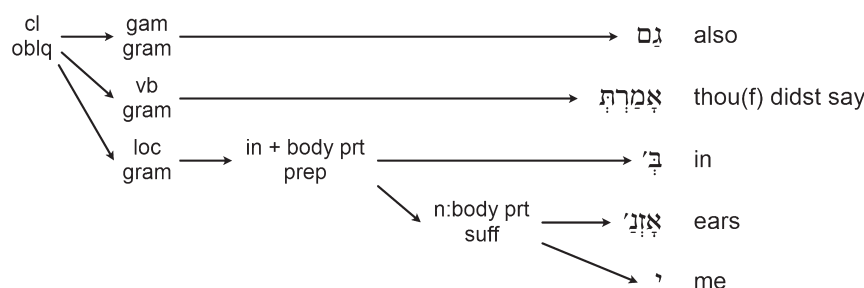 cl
oblq
gam
gram
גַּם
also
vb
gram
אָמַרְתְּ
thou(f) didst say
loc
gram
in + body prt
prep
בְּ׳
in
n:body prt
suff
אָזְנַ׳
ears
י
me